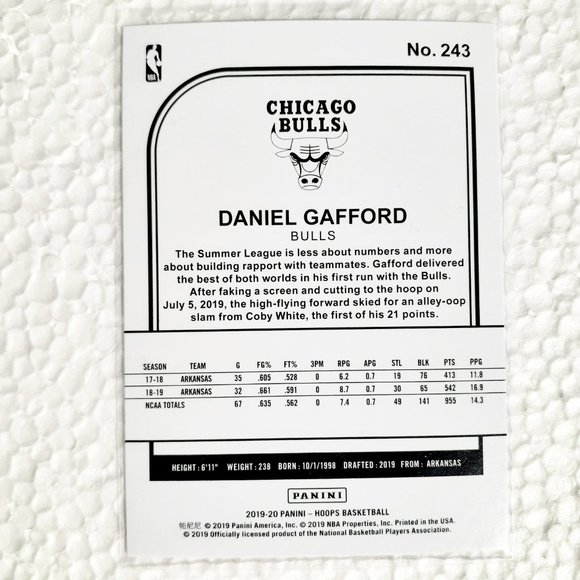 NBA
No. 243
CHICAGO
BULLS
DANIEL GAFFORD
BULLS
The Summer League is less about numbers and more
about building rapport with teammates. Gafford delivered
the best of both worlds in his first run with the Bulls.
After faking a screen and cutting to the hoop on
July 5, 2019, the high-flying forward skied for an alley-oop
slam from Coby White, the first of his 21 points.
SEASON TEAM G FG% FT% 3PM RPG APG STL BLK PTS PPG
17-18 ARKANSAS 35 .605 .528 0 6.2 0.7 19 76 413 11.8
18-19 ARKANSAS 32 .661 .591 0 8.7 0.7 30 65 542 16.9
NCAA TOTALS 67 .635 .562 0 7.4 0.7 49 141 955 14.3
HEIGHT: 6'11" WEIGHT: 238 BORN: 10/1/1998 DRAFTED: 2019 FROM: ARKANSAS
PANINI
2019-20 PANINI – HOOPS BASKETBALL
帕尼尼 © 2019 Panini America, Inc. © 2019 NBA Properties, Inc. Printed in the USA.
© 2019 Officially licensed product of the National Basketball Players Association.